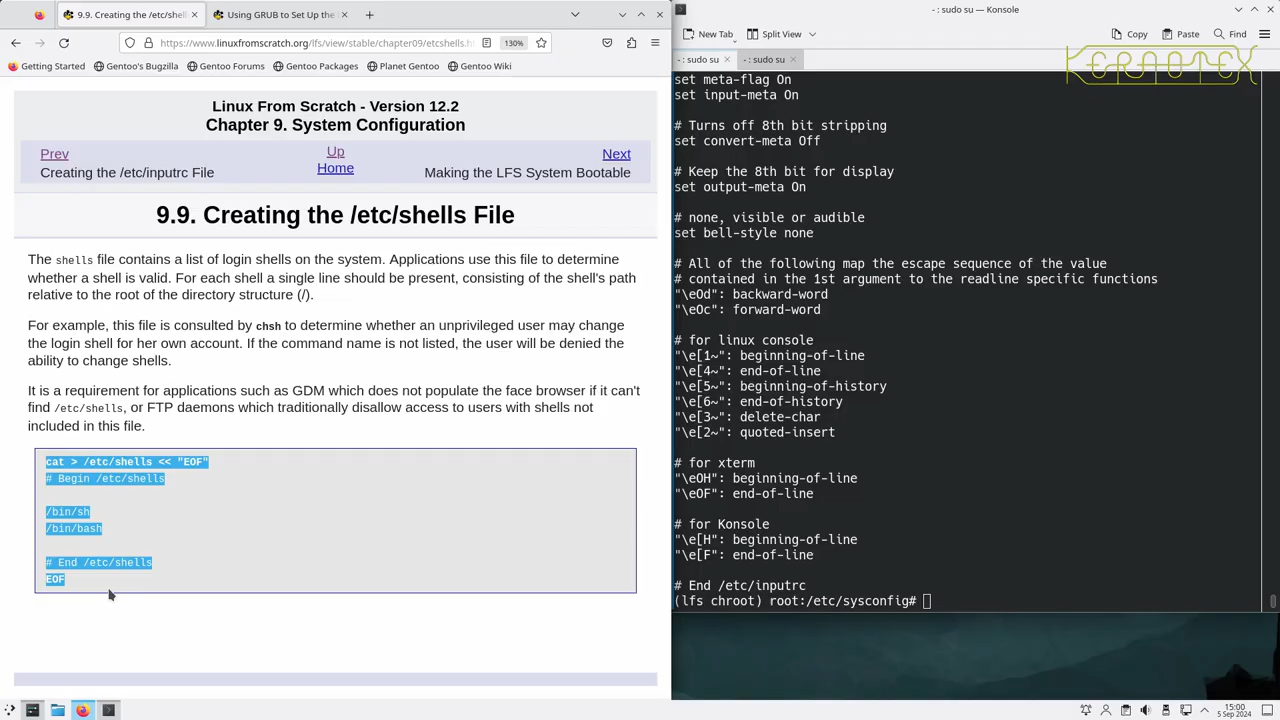 9.9. Creating the /etc/shell
Using GRUB to Set Up the
https://www.linuxfromscratch.org/lfs/view/stable/chapter09/etcshells.h
130%
Getting Started
Gentoo's Bugzilla
Gentoo Forums
Gentoo Packages
Planet Gentoo
Gentoo Wiki
Linux From Scratch - Version 12.2
Chapter 9. System Configuration
Prev
Up
Next
Creating the /etc/inputrc File
Home
Making the LFS System Bootable
9.9. Creating the /etc/shells File
The shells file contains a list of login shells on the system. Applications use this file to determine
whether a shell is valid. For each shell a single line should be present, consisting of the shell's path
relative to the root of the directory structure (/).
For example, this file is consulted by chsh to determine whether an unprivileged user may change
the login shell for her own account. If the command name is not listed, the user will be denied the
ability to change shells.
It is a requirement for applications such as GDM which does not populate the face browser if it can't
find /etc/shells, or FTP daemons which traditionally disallow access to users with shells not
included in this file.
cat > /etc/shells << "EOF"
# Begin /etc/shells
/bin/sh
/bin/bash
# End /etc/shells
EOF
- : sudo su — Konsole
New Tab
Split View
Copy
Paste
Find
- : sudo su
- : sudo su
KERNOTEX
set meta-flag On
set input-meta On
# Turns off 8th bit stripping
set convert-meta Off
# Keep the 8th bit for display
set output-meta On
# none, visible or audible
set bell-style none
# All of the following map the escape sequence of the value
# contained in the 1st argument to the readline specific functions
"\eOd": backward-word
"\eOc": forward-word
# for linux console
"\e[1~": beginning-of-line
"\e[4~": end-of-line
"\e[5~": beginning-of-history
"\e[6~": end-of-history
"\e[3~": delete-char
"\e[2~": quoted-insert
# for xterm
"\eOH": beginning-of-line
"\eOF": end-of-line
# for Konsole
"\e[H": beginning-of-line
"\e[F": end-of-line
# End /etc/inputrc
(lfs chroot) root:/etc/sysconfig#
15:00
5 Sep 2024